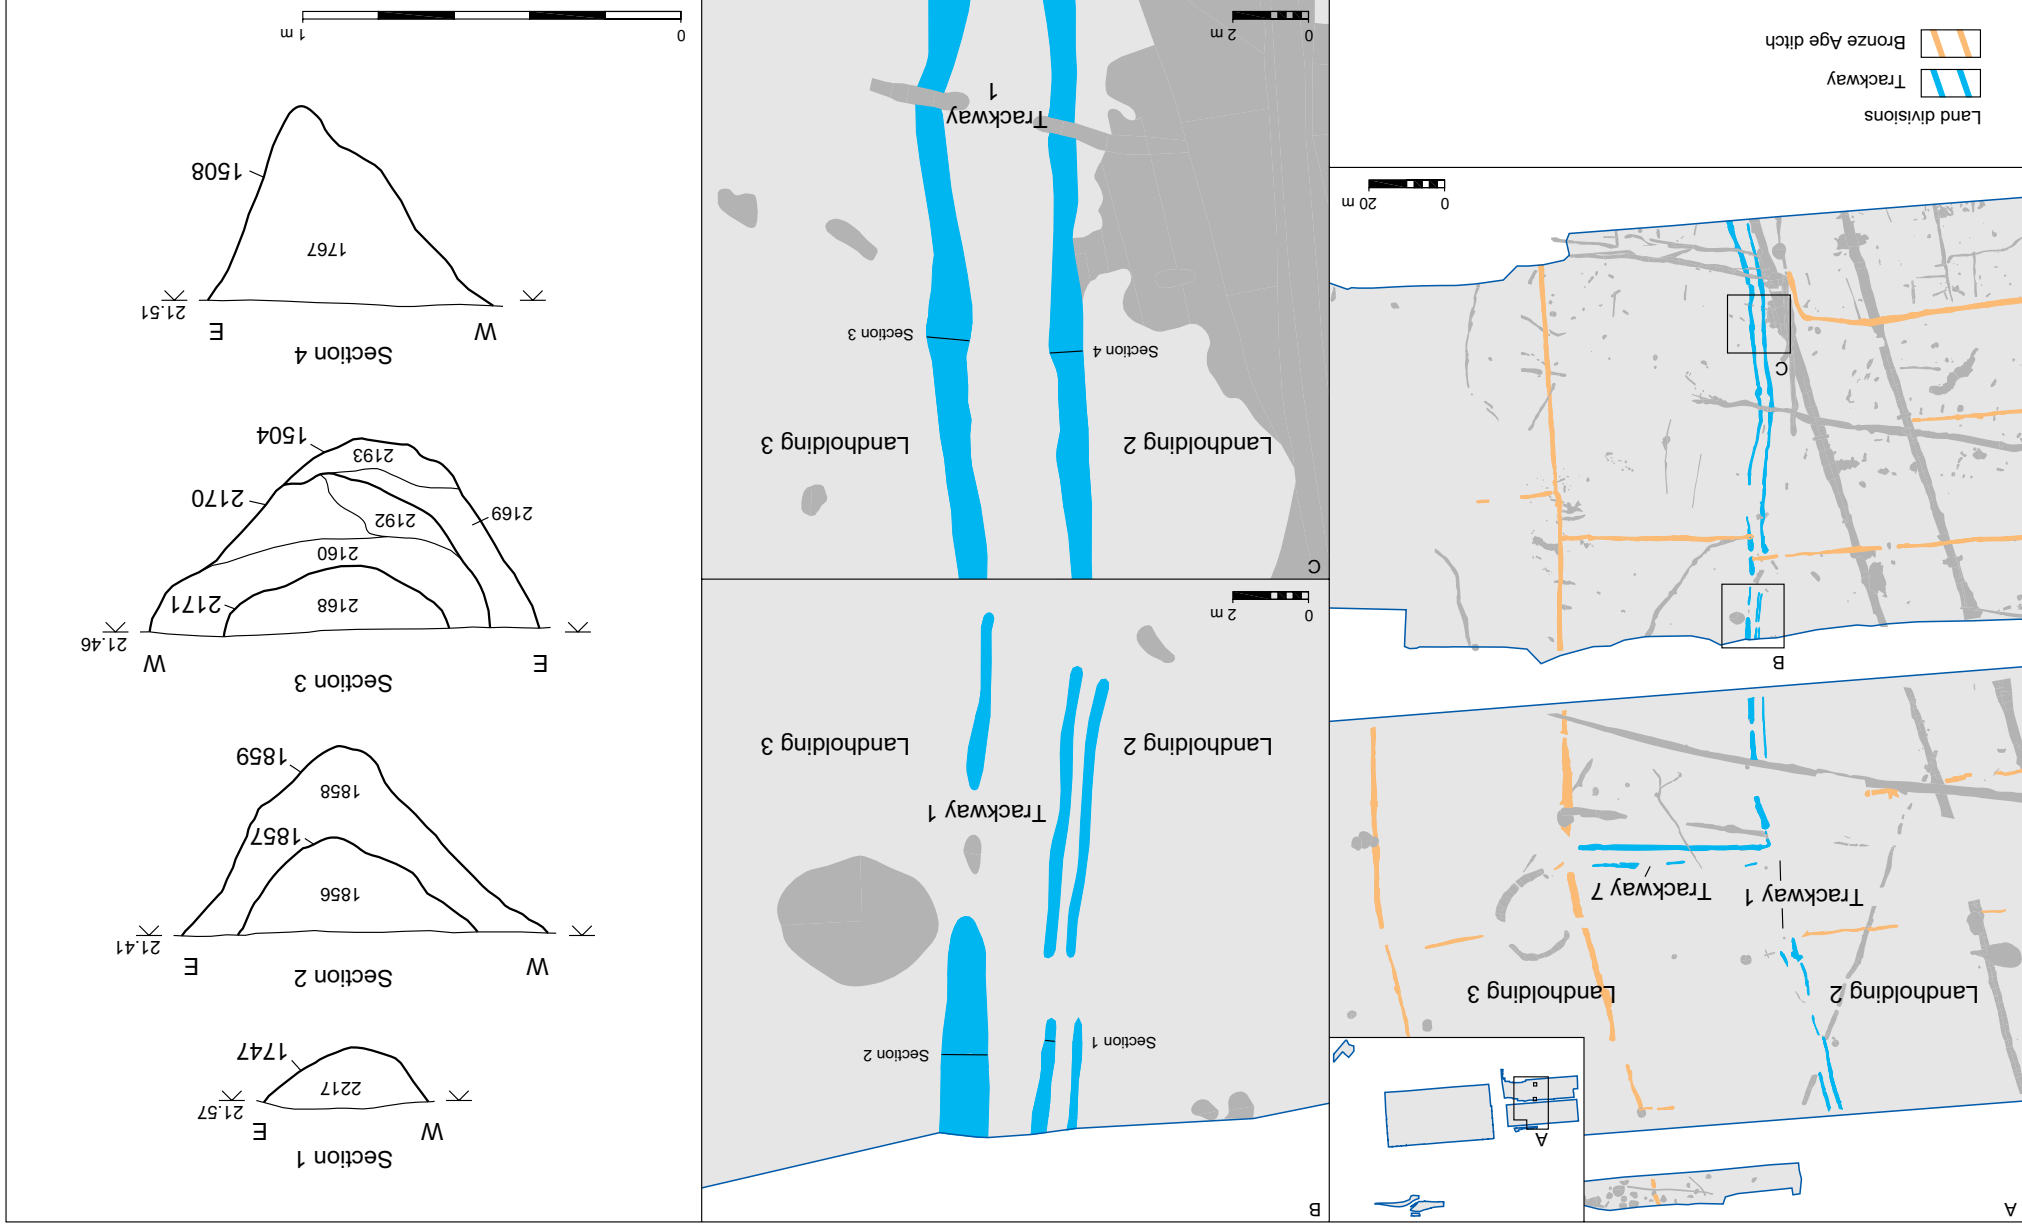 A
A
Landholding 2
Landholding 3
Trackway 1
Trackway 7
B
C
0
20 m
Land divisions
Trackway
Bronze Age ditch
B
Section 1
Section 2
Trackway 1
Landholding 2
Landholding 3
0
2 m
C
Landholding 2
Landholding 3
Section 4
Section 3
Trackway
1
0
2 m
Section 1
W
E
21.57
2217
1747
Section 2
W
E
21.41
1856
1857
1858
1859
Section 3
E
W
21.46
2168
2171
2160
2192
2169
2170
2193
1504
Section 4
W
E
21.51
1767
1508
0
1 m